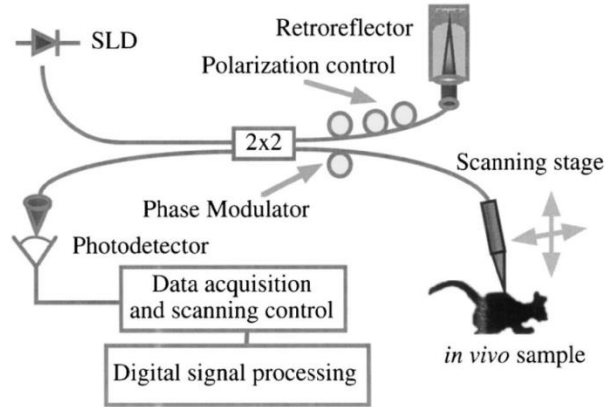 SLD
Retroreflector
Polarization control
2x2
Scanning stage
Phase Modulator
Photodetector
Data acquisition
and scanning control
in vivo sample
Digital signal processing